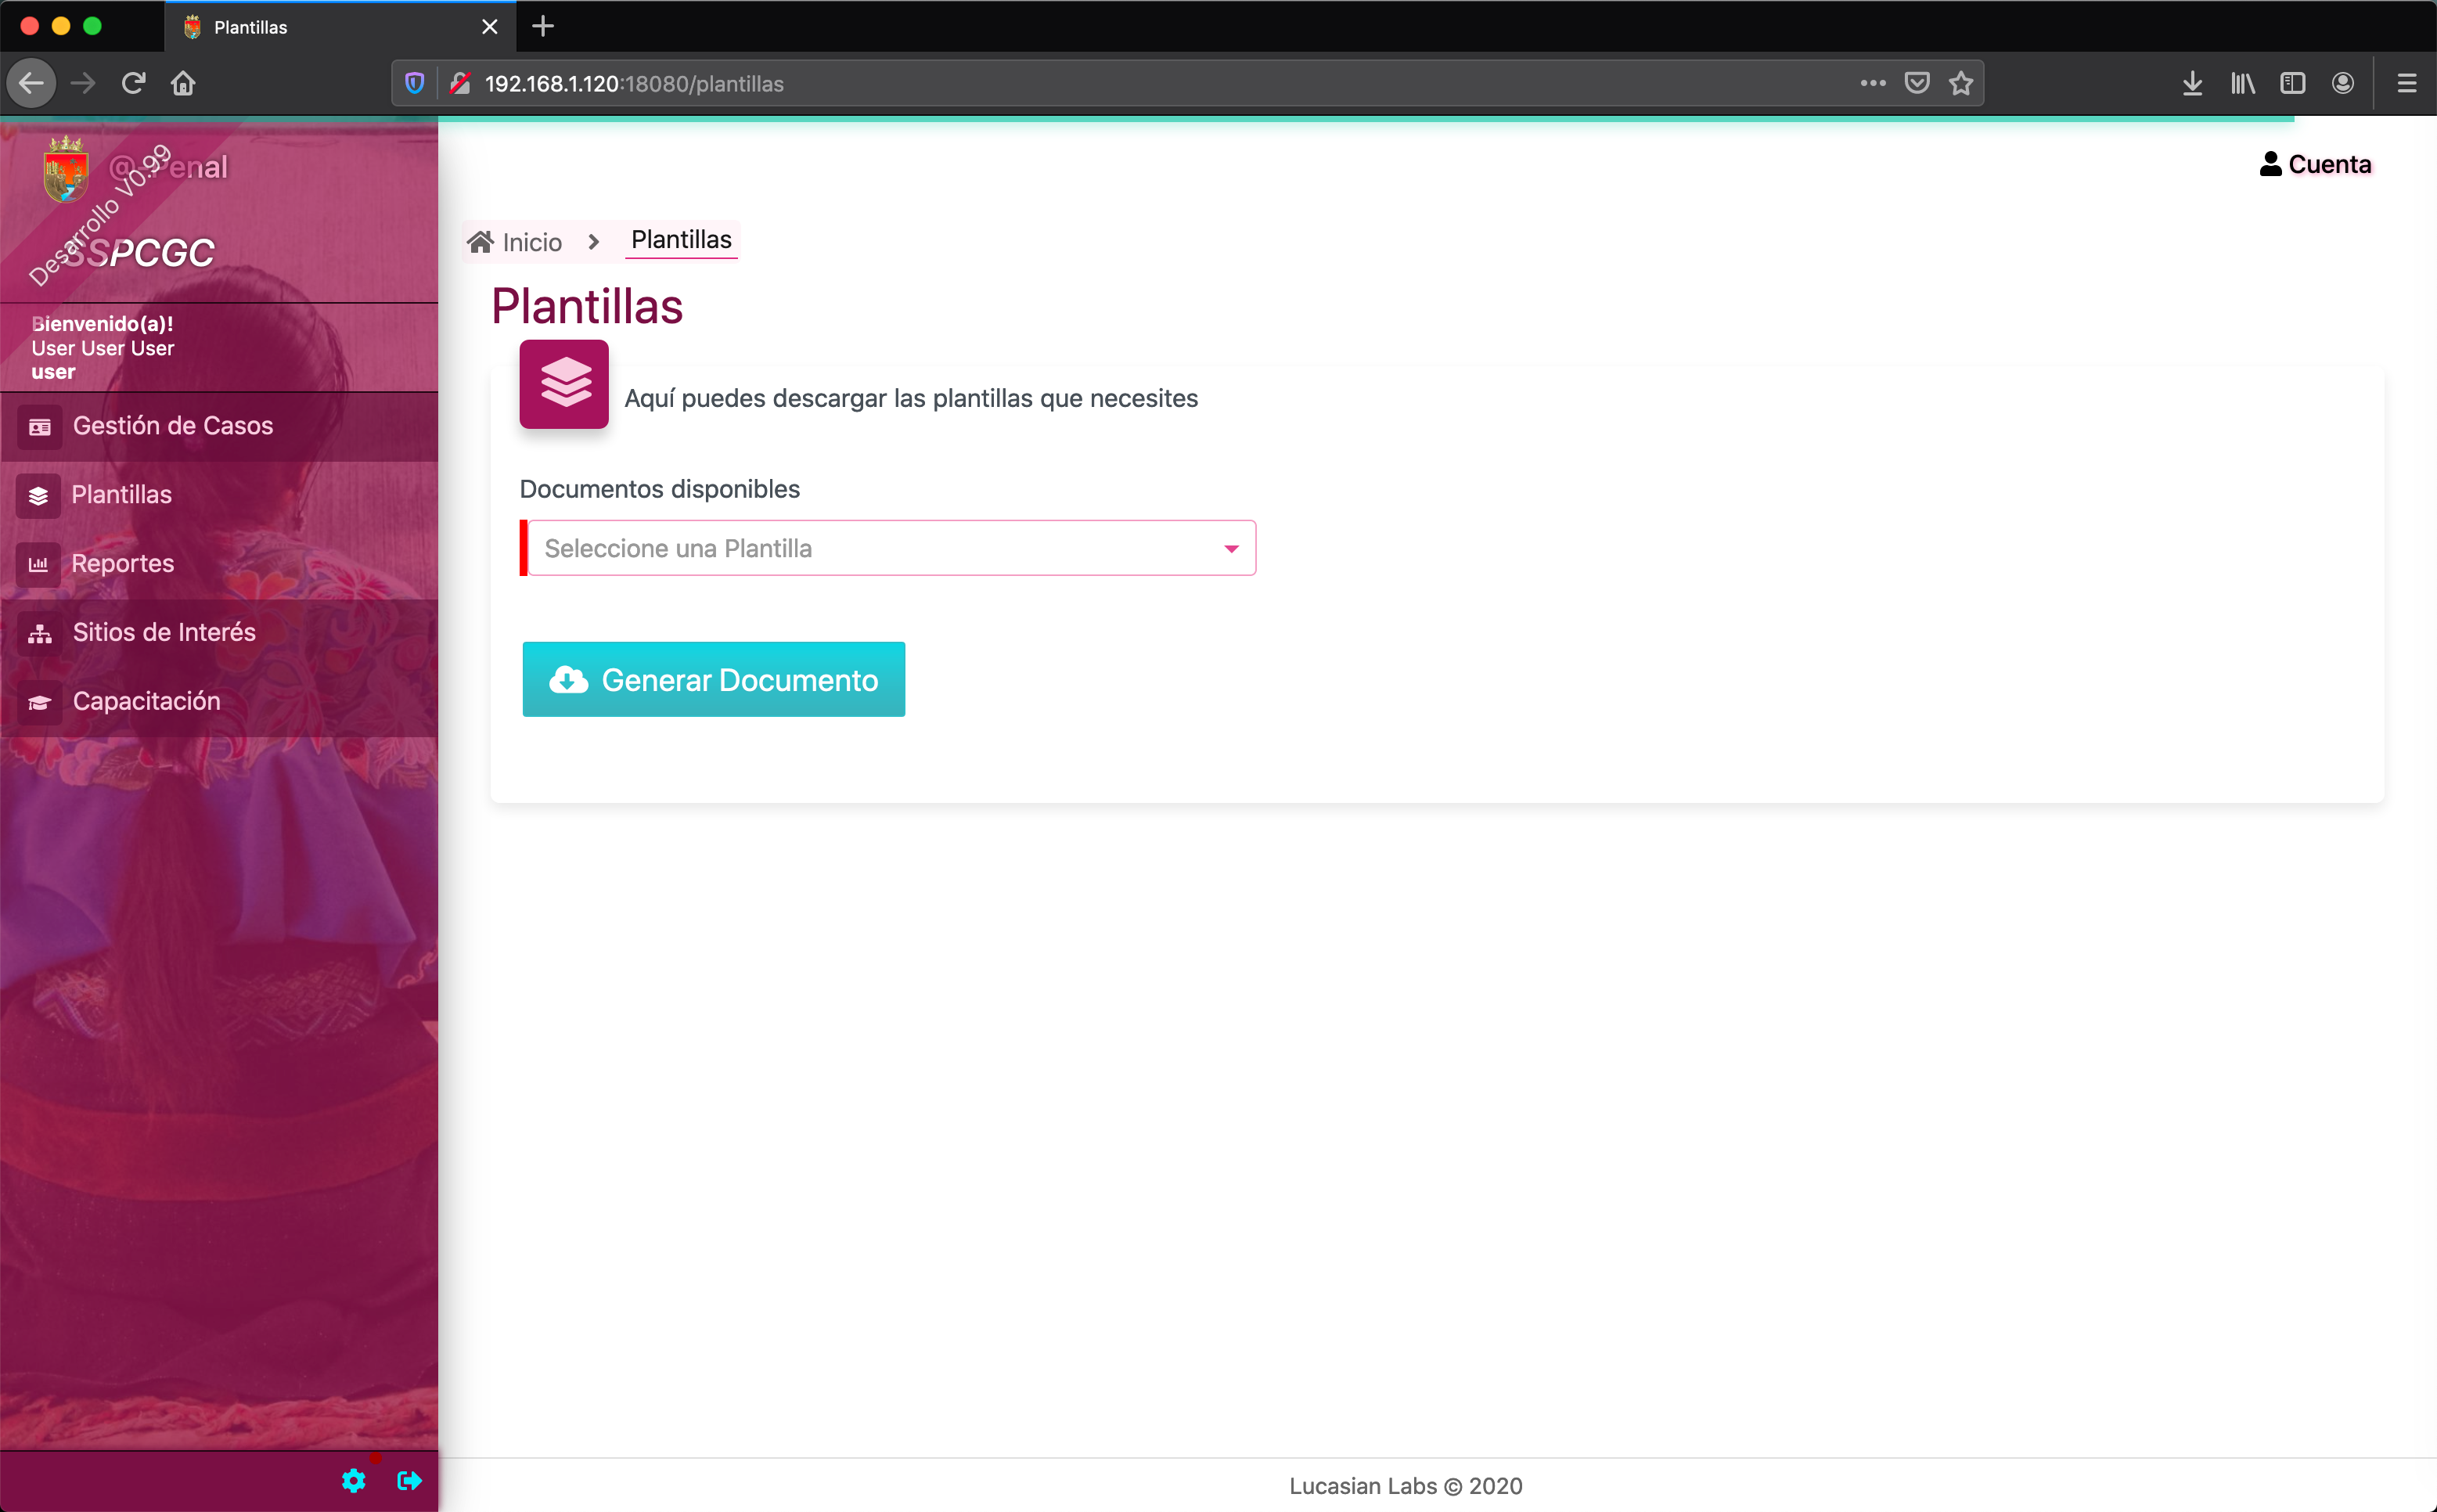 Plantillas
192.168.1.120:18080/plantillas
@-Penal
Desarrollo V0.99
SSPCGC
Bienvenido(a)!
User User User
user
Gestión de Casos
Plantillas
Reportes
Sitios de Interés
Capacitación
Cuenta
Inicio
Plantillas
Plantillas
Aquí puedes descargar las plantillas que necesites
Documentos disponibles
Seleccione una Plantilla
Generar Documento
Lucasian Labs © 2020